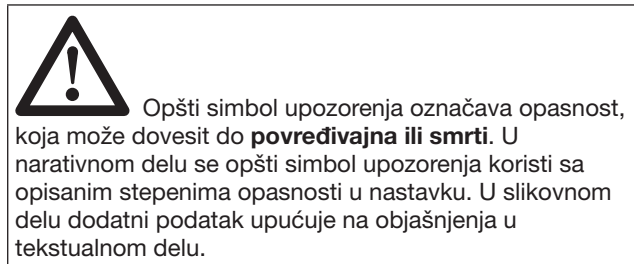 Opšti simbol upozorenja označava opasnost,
koja može dovesit do povređivajna ili smrti. U
narativnom delu se opšti simbol upozorenja koristi sa
opisanim stepenima opasnosti u nastavku. U slikovnom
delu dodatni podatak upućuje na objašnjenja u
tekstualnom delu.